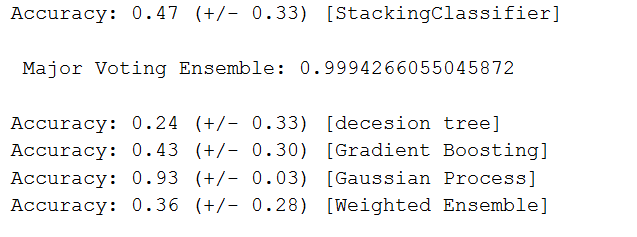 Accuracy: 0.47 (+/- 0.33) [StackingClassifier]
Major Voting Ensemble: 0.9994266055045872
Accuracy: 0.24 (+/- 0.33) [decesion tree]
Accuracy: 0.43 (+/- 0.30) [Gradient Boosting]
Accuracy: 0.93 (+/- 0.03) [Gaussian Process]
Accuracy: 0.36 (+/- 0.28) [Weighted Ensemble]